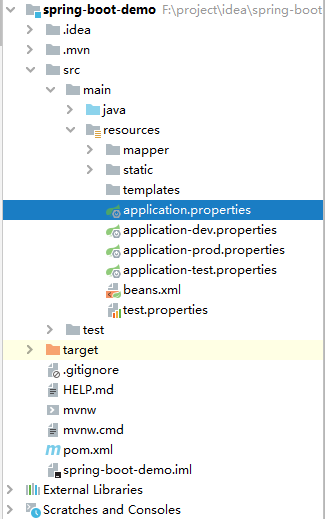 spring-boot-demo F:\project\idea\spring-boot
.idea
.mvn
src
main
java
resources
mapper
static
templates
application.properties
application-dev.properties
application-prod.properties
application-test.properties
beans.xml
test.properties
test
target
.gitignore
HELP.md
mvnw
mvnw.cmd
pom.xml
spring-boot-demo.iml
External Libraries
Scratches and Consoles